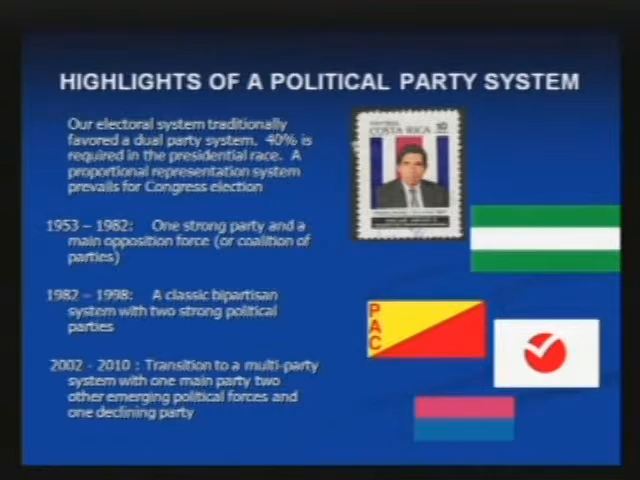 HIGHLIGHTS OF A POLITICAL PARTY SYSTEM
Our electoral system traditionally
favored a dual party system. 40% is
required in the presidential race. A
proportional representation system
prevails for Congress election
1953 – 1982: One strong party and a
main opposition force (or coalition of
parties)
1982 – 1998: A classic bipartisan
system with two strong political
parties
2002 - 2010 : Transition to a multi-party
system with one main party two
other emerging political forces and
one declining party
COSTA RICA
PAC